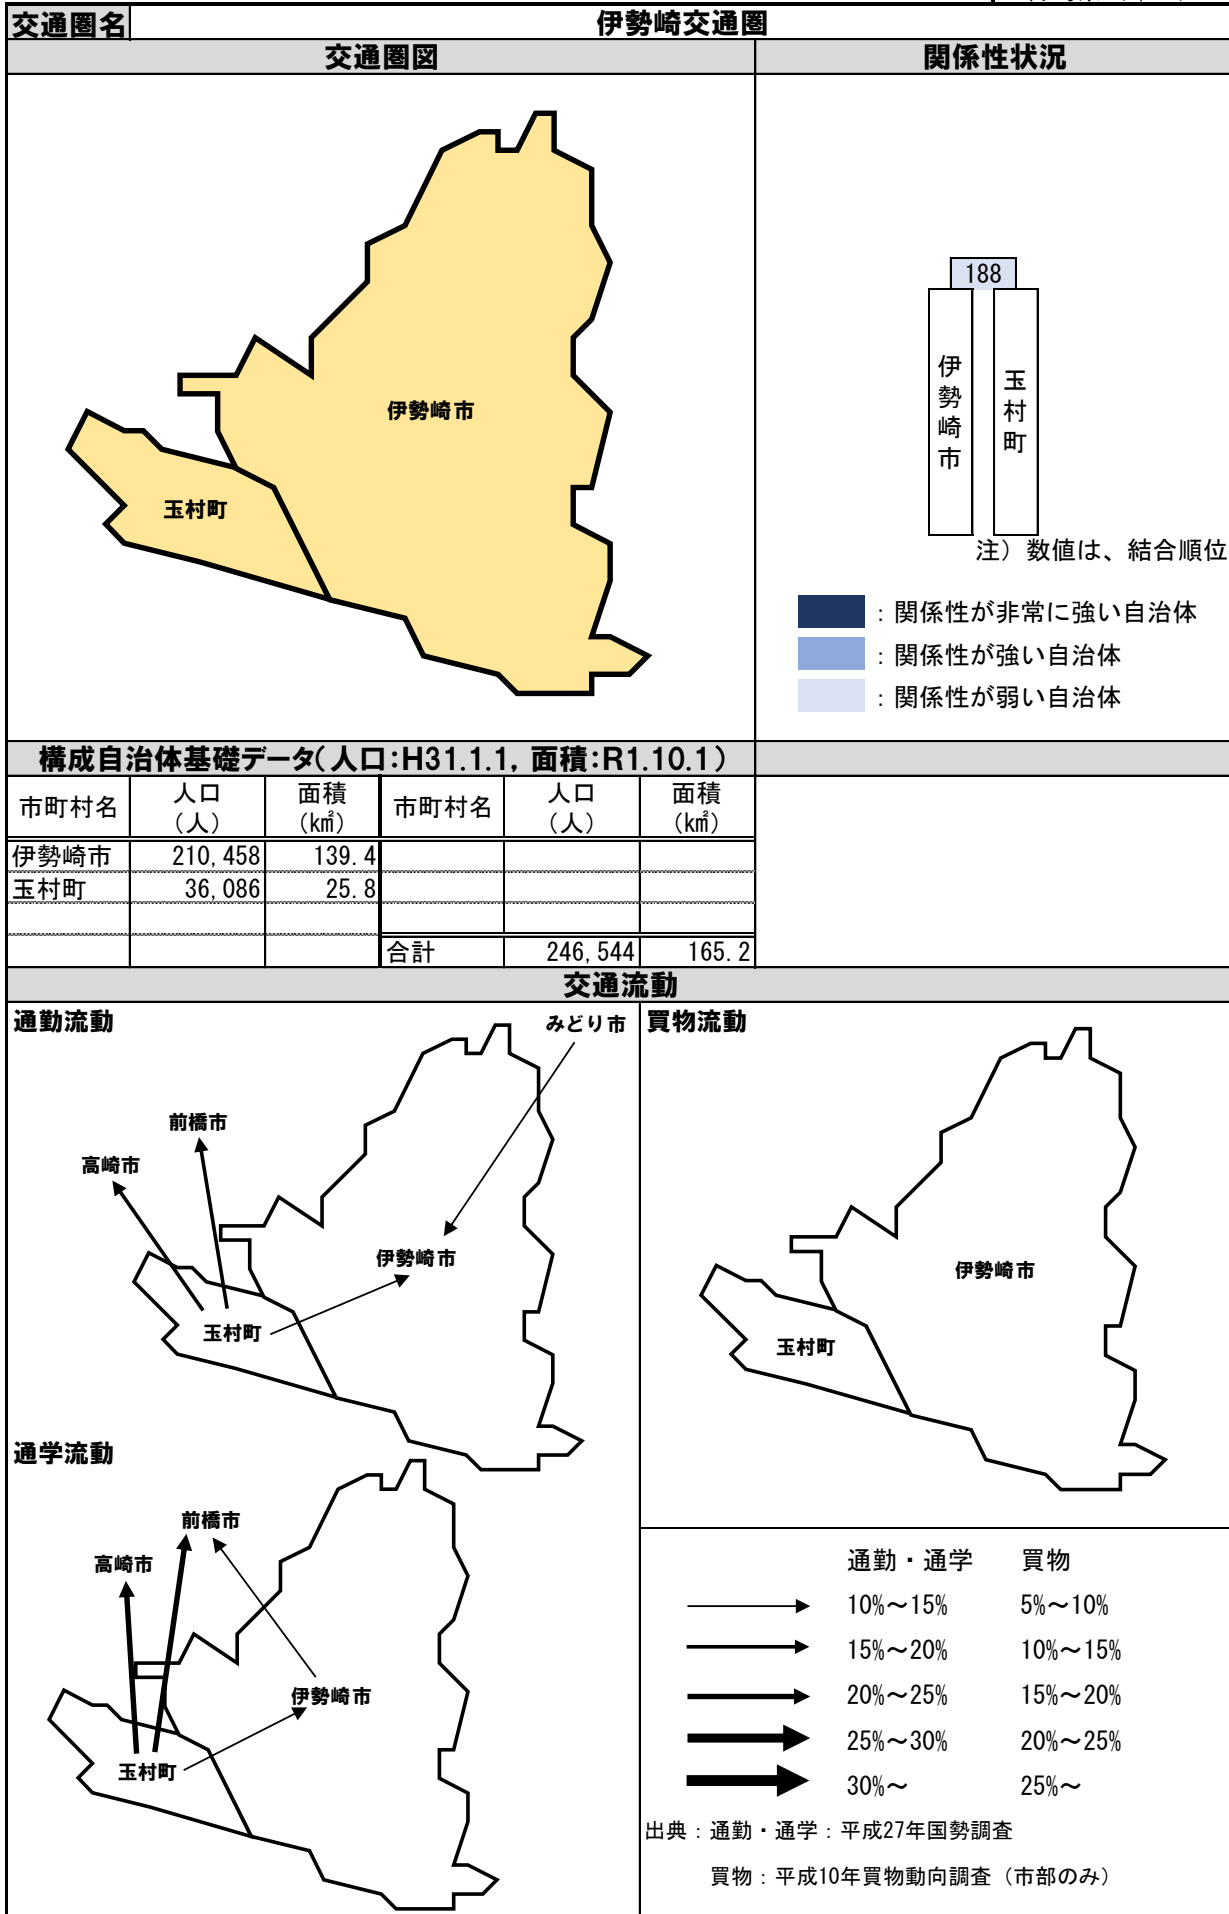 交通圏名
伊勢崎交通圏
交通圏図
関係性状況
伊勢崎市
玉村町
188
伊勢崎市
玉村町
注）数値は、結合順位
：関係性が非常に強い自治体
：関係性が強い自治体
：関係性が弱い自治体
構成自治体基礎データ(人口:H31.1.1, 面積:R1.10.1)
市町村名 人口（人） 面積（k㎡） 市町村名 人口（人） 面積（k㎡）
伊勢崎市 210,458 139.4
玉村町 36,086 25.8
合計 246,544 165.2
交通流動
通勤流動
みどり市
前橋市
高崎市
伊勢崎市
玉村町
買物流動
伊勢崎市
玉村町
通学流動
前橋市
高崎市
伊勢崎市
玉村町
通勤・通学 買物
10%～15% 5%～10%
15%～20% 10%～15%
20%～25% 15%～20%
25%～30% 20%～25%
30%～ 25%～
出典：通勤・通学：平成27年国勢調査
買物：平成10年買物動向調査（市部のみ）